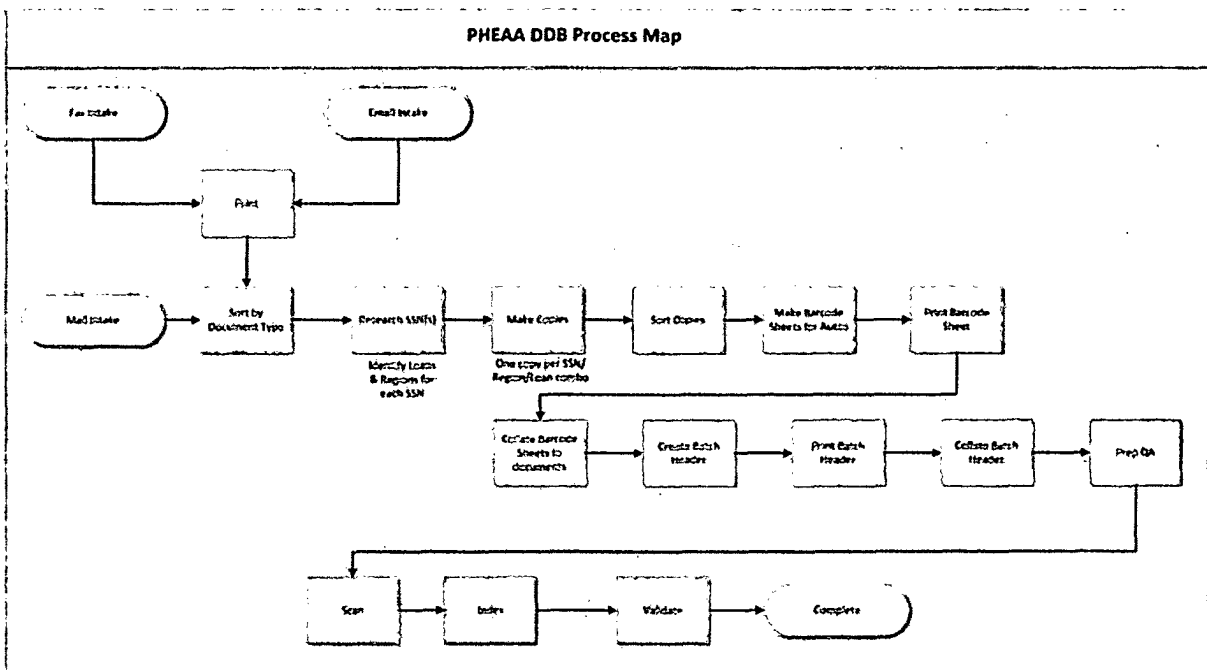 PHEAA DDB Process Map
Fax Intake
Email Intake
Print
Mail Intake
Sort by
Document Type
Research SSN(s)
Make Copies
Sort Copies
Make Barcode
Sheets for Autos
Print Barcode
Sheet
Identify Loans
& Regions for
each SSN
One copy per SSN/
Region/Loan combo
Collate Barcode
Sheets to
documents
Create Batch
Header
Print Batch
Header
Collate Batch
Header
Prep QA
Scan
Index
Validate
Complete